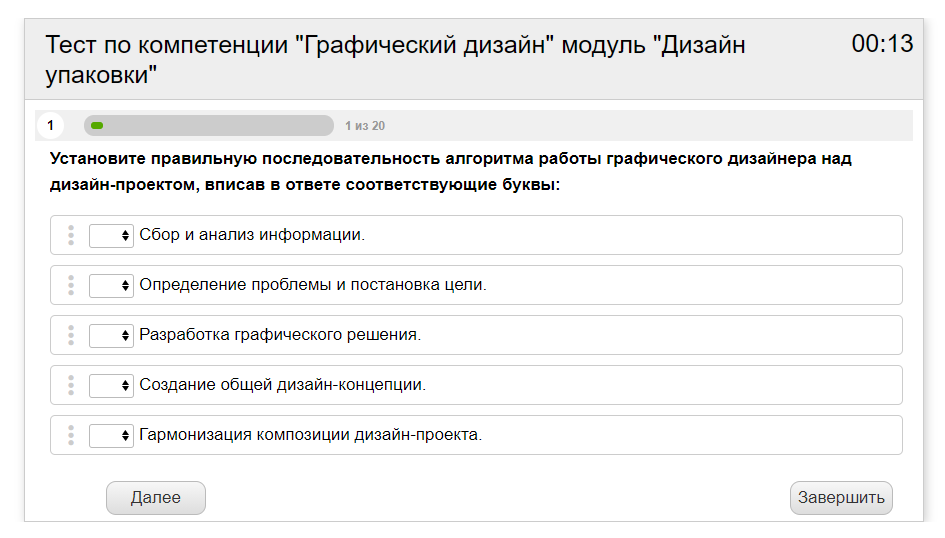 Тест по компетенции "Графический дизайн" модуль "Дизайн
упаковки"
00:13
1
1 из 20
Установите правильную последовательность алгоритма работы графического дизайнера над
дизайн-проектом, вписав в ответе соответствующие буквы:
Сбор и анализ информации.
Определение проблемы и постановка цели.
Разработка графического решения.
Создание общей дизайн-концепции.
Гармонизация композиции дизайн-проекта.
Далее
Завершить